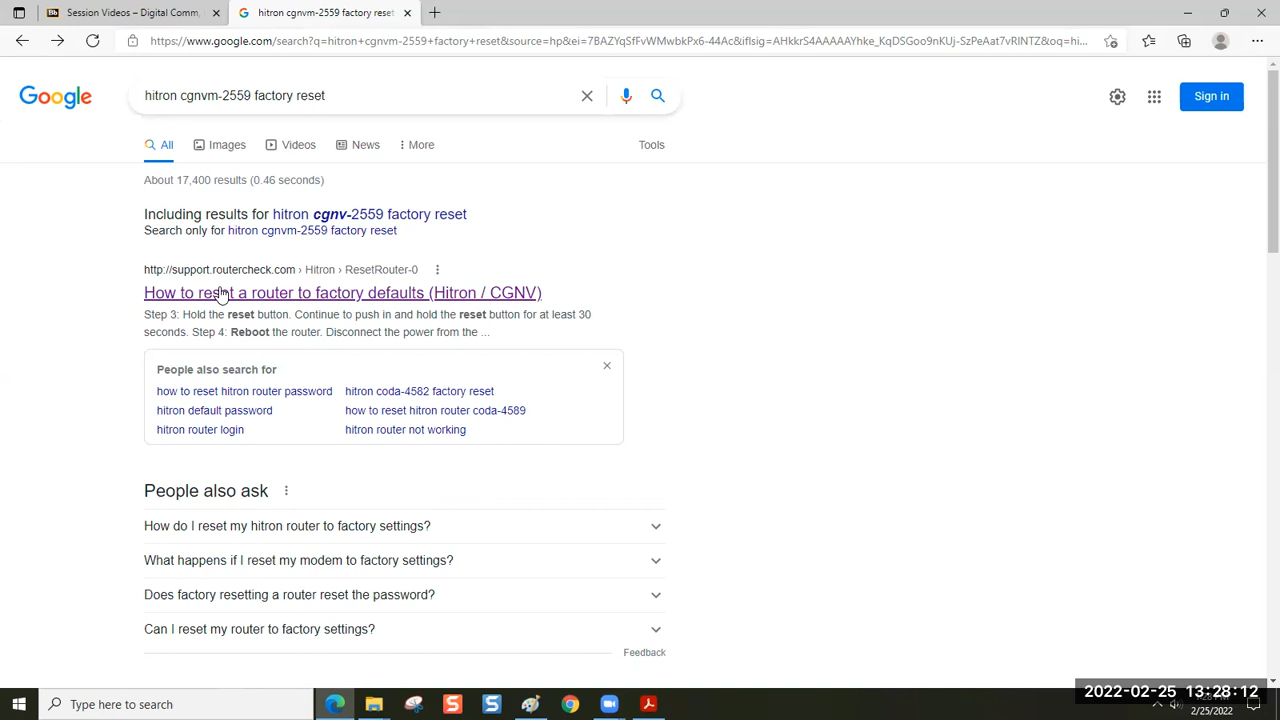 Session Videos – Digital Comm,
hitron cgnvm-2559 factory reset
https://www.google.com/search?q=hitron+cgnvm-2559+factory+reset&source=hp&ei=7BAZYqSfFvWMwbkPx6-44Ac&iflsig=AHkkrS4AAAAAYhke_KqDSGoo9nKUj-SzPeAat7vRINTZ&oq=hi...
Google
hitron cgnvm-2559 factory reset
Sign in
All
Images
Videos
News
More
Tools
About 17,400 results (0.46 seconds)
Including results for hitron cgnv-2559 factory reset
Search only for hitron cgnvm-2559 factory reset
http://support.routercheck.com › Hitron › ResetRouter-0
How to reset a router to factory defaults (Hitron / CGNV)
Step 3: Hold the reset button. Continue to push in and hold the reset button for at least 30
seconds. Step 4: Reboot the router. Disconnect the power from the ...
People also search for
how to reset hitron router password
hitron coda-4582 factory reset
hitron default password
how to reset hitron router coda-4589
hitron router login
hitron router not working
People also ask
How do I reset my hitron router to factory settings?
What happens if I reset my modem to factory settings?
Does factory resetting a router reset the password?
Can I reset my router to factory settings?
Feedback
Type here to search
2022-02-25 13:28:12
2/25/2022